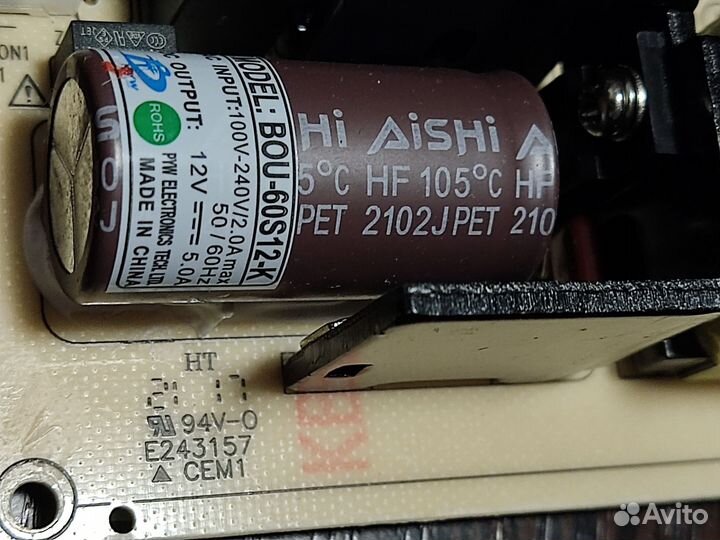 MODEL: BOU-60S12-K
INPUT: 100V-240V/2.0A max
50/60Hz
OUTPUT: 12V 5.0A
ROHS
PYW ELECTRONICS TECH LTD.
MADE IN CHINA
Hi AiSHi
5°C HF 105°C HF
PET 2102J PET 210
ON1
HT
94V-0
E243157
CEM1
Avito